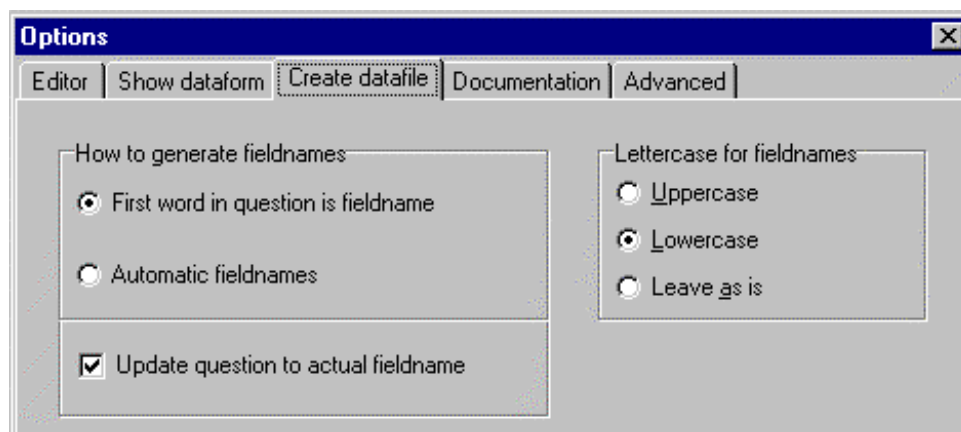 Options
Editor Show dataform Create datafile Documentation Advanced
How to generate fieldnames
First word in question is fieldname
Automatic fieldnames
Update question to actual fieldname
Lettercase for fieldnames
Uppercase
Lowercase
Leave as is